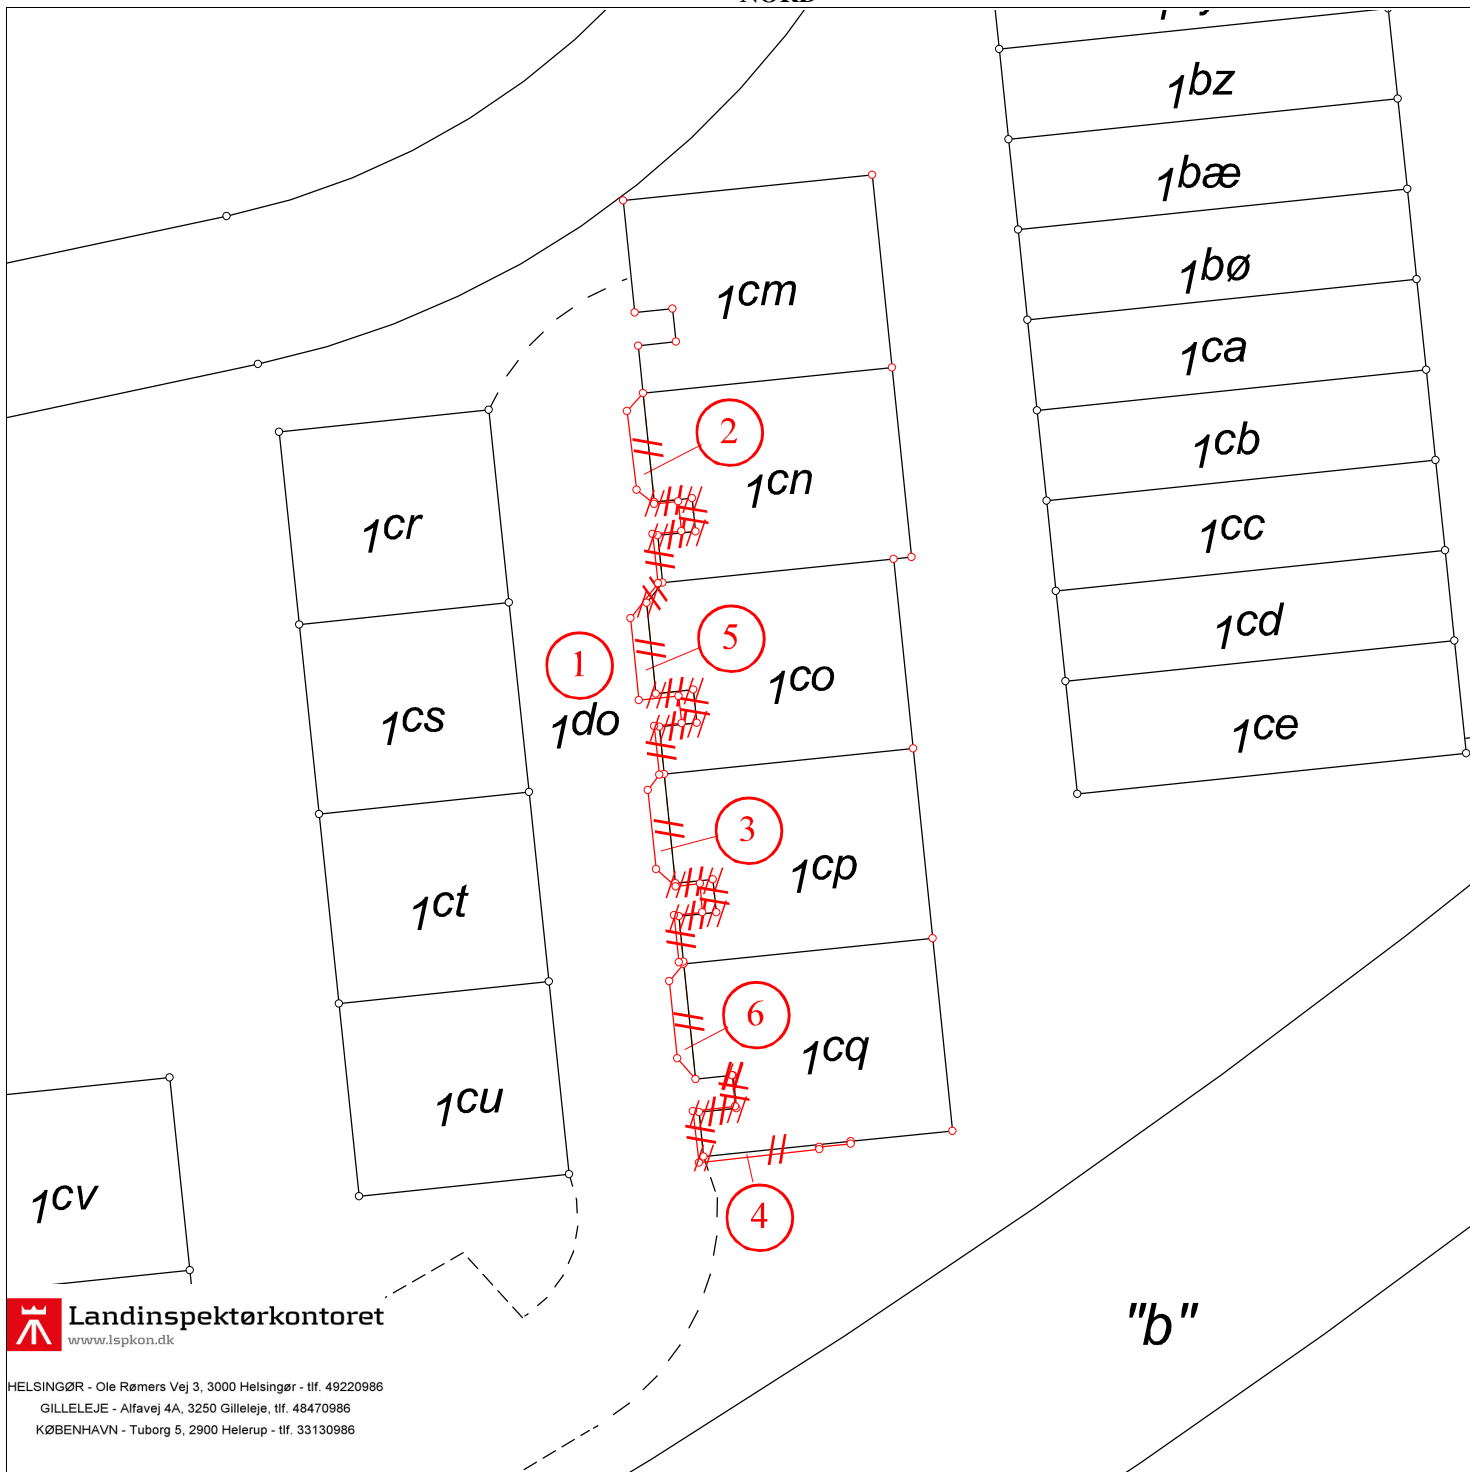 NORD
1bz
1bæ
1bø
1cm
1ca
2
1cb
1cn
1cr
1cc
1cd
5
1
1co
1cs
1do
1ce
3
1cp
1ct
6
1cq
1cu
1cv
4
Landinspektørkontoret
www.lspkon.dk
"b"
HELSINGØR - Ole Rømers Vej 3, 3000 Helsingør - tlf. 49220986
GILLELEJE - Alfavej 4A, 3250 Gilleleje, tlf. 48470986
KØBENHAVN - Tuborg 5, 2900 Helerup - tlf. 33130986